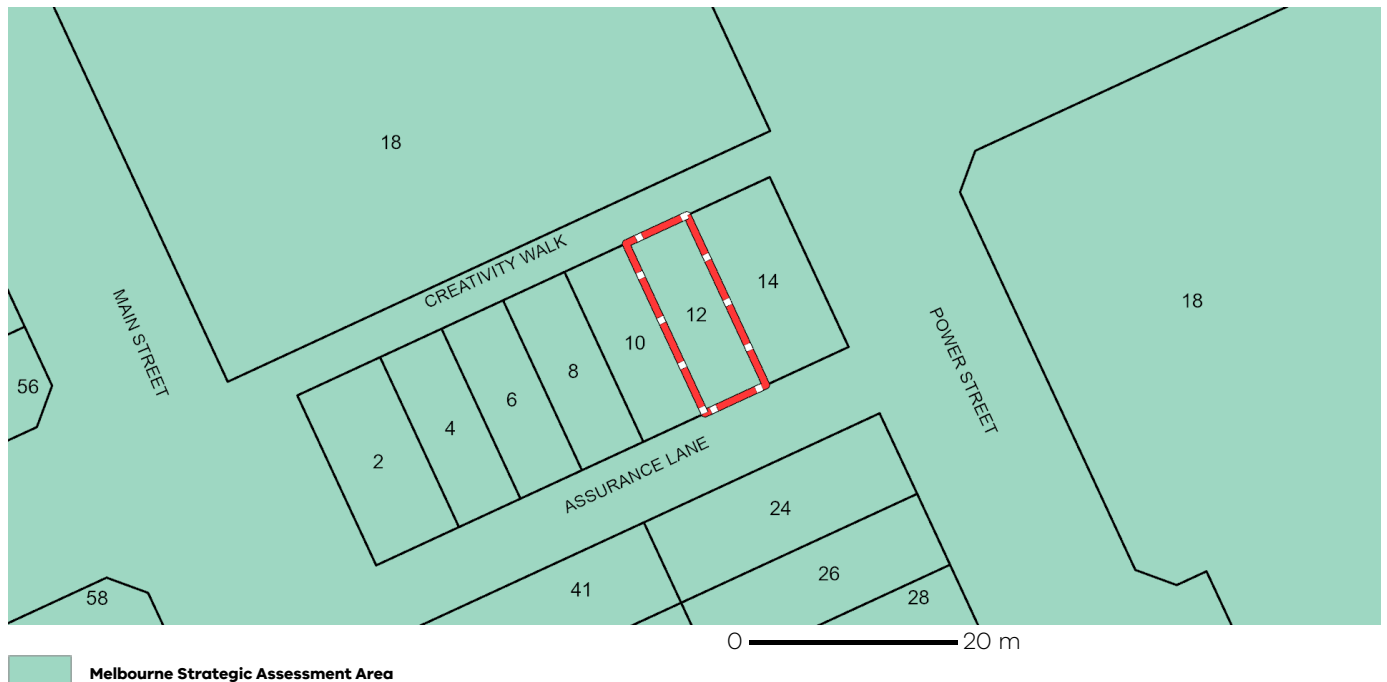 18
CREATIVITY WALK
MAIN STREET
14
12
10
8
6
4
2
56
18
POWER STREET
ASSURANCE LANE
24
26
28
41
58
0 20 m
Melbourne Strategic Assessment Area